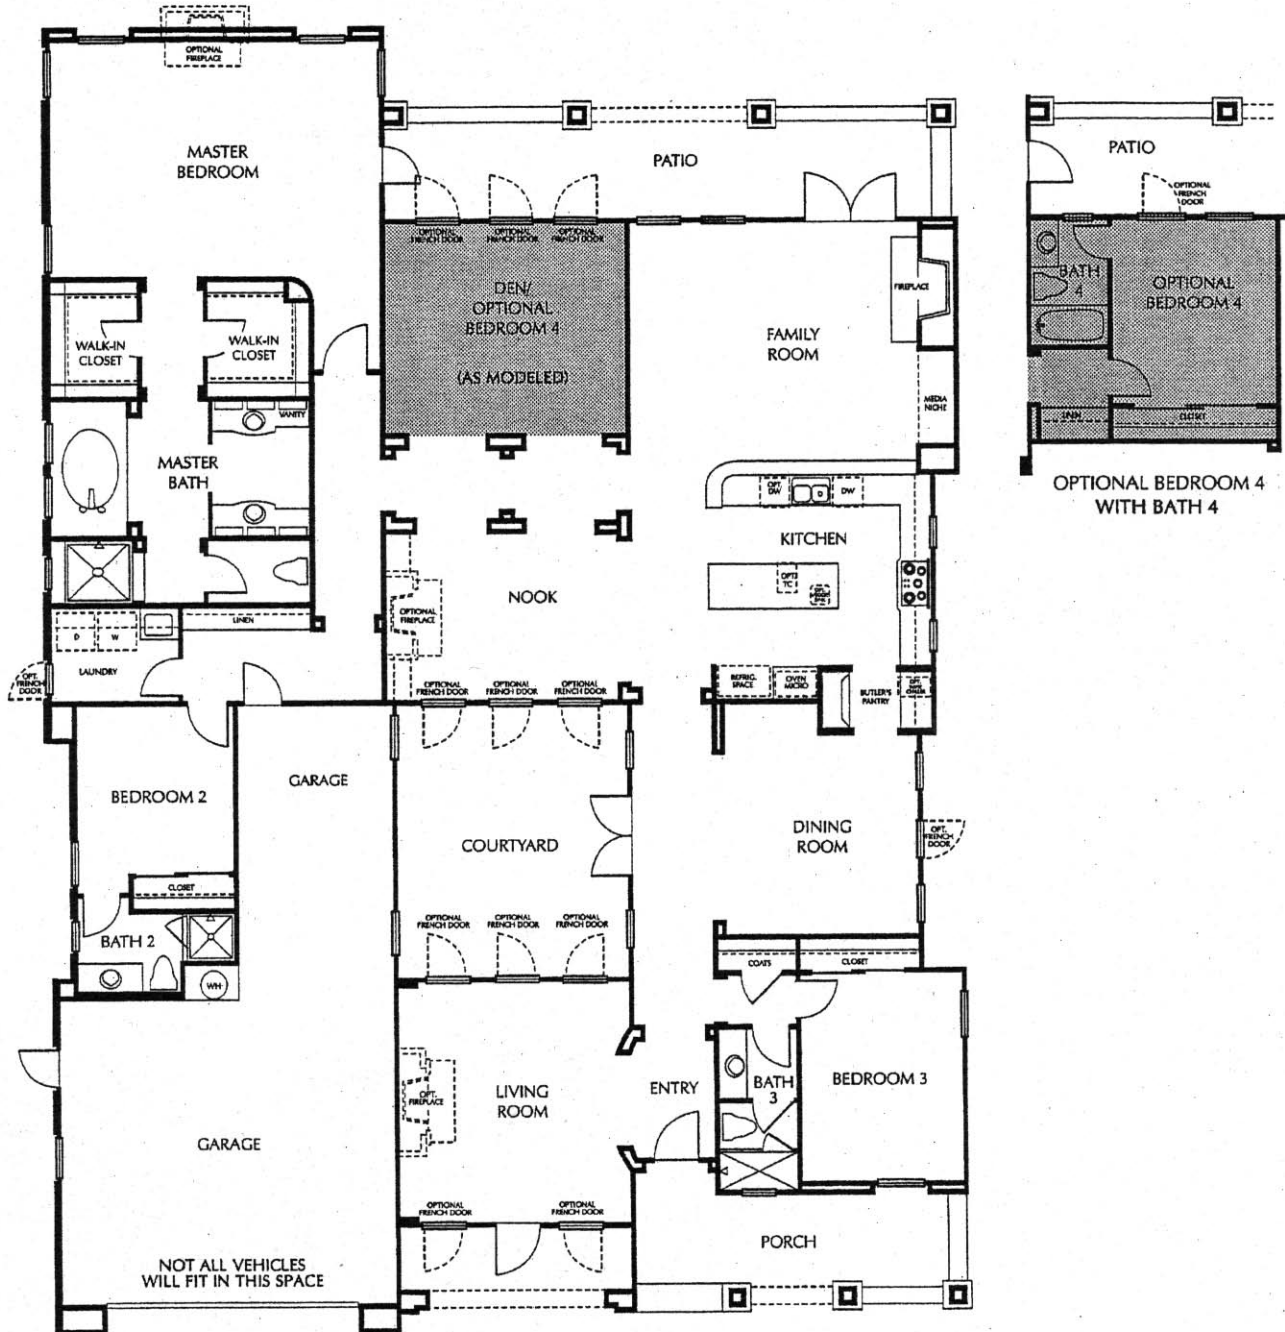 OPTIONAL
FIREPLACE
MASTER
BEDROOM
PATIO
OPTIONAL
FRENCH DOOR
OPTIONAL
FRENCH DOOR
OPTIONAL
FRENCH DOOR
DEN/
OPTIONAL
BEDROOM 4
(AS MODELED)
FAMILY
ROOM
FIREPLACE
MEDIA
NICHE
WALK-IN
CLOSET
WALK-IN
CLOSET
VANITY
MASTER
BATH
PATIO
OPTIONAL
FRENCH
DOOR
BATH
4
OPTIONAL
BEDROOM 4
LINEN
CLOSET
OPTIONAL BEDROOM 4
WITH BATH 4
OPT.
DW
DW
KITCHEN
OPT.
TC
NOOK
OPTIONAL
FIREPLACE
LINEN
D
W
LAUNDRY
OPT.
FRENCH
DOOR
REFRIG.
SPACE
OVEN
MICRO
BUTLER'S
PANTRY
OPTIONAL
FRENCH DOOR
OPTIONAL
FRENCH DOOR
OPTIONAL
FRENCH DOOR
GARAGE
BEDROOM 2
CLOSET
BATH 2
WH
COURTYARD
OPTIONAL
FRENCH DOOR
OPTIONAL
FRENCH DOOR
OPTIONAL
FRENCH DOOR
DINING
ROOM
OPT.
FRENCH
DOOR
COATS
CLOSET
OPT.
FIREPLACE
LIVING
ROOM
ENTRY
BATH
3
BEDROOM 3
GARAGE
OPTIONAL
FRENCH DOOR
OPTIONAL
FRENCH DOOR
PORCH
NOT ALL VEHICLES
WILL FIT IN THIS SPACE